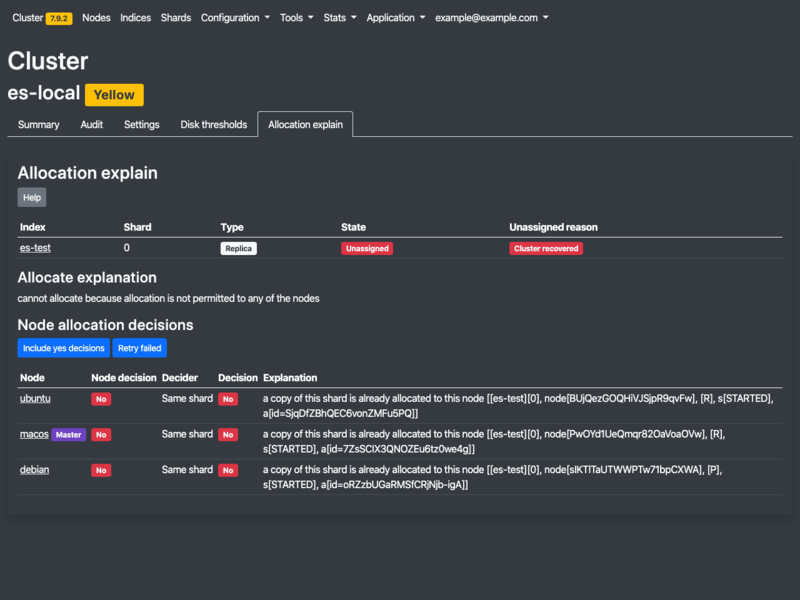 Cluster 7.9.2 Nodes Indices Shards Configuration Tools Stats Application example@example.com
Cluster
es-local Yellow
Summary Audit Settings Disk thresholds Allocation explain
Allocation explain
Help
Index Shard Type State Unassigned reason
es-test 0 Replica Unassigned Cluster recovered
Allocate explanation
cannot allocate because allocation is not permitted to any of the nodes
Node allocation decisions
Include yes decisions Retry failed
Node Node decision Decider Decision Explanation
ubuntu No Same shard No a copy of this shard is already allocated to this node [[es-test][0], node[BUjQezGOQHiVJSjpR9qvFw], [R], s[STARTED],
a[id=SjqDfZBhQEC6vonZMFu5PQ]]
macos Master No Same shard No a copy of this shard is already allocated to this node [[es-test][0], node[PwOYd1UeQmqr82OaVoaOVw], [R],
s[STARTED], a[id=7ZsSClX3QNOZEu6tz0we4g]]
debian No Same shard No a copy of this shard is already allocated to this node [[es-test][0], node[slKTlTaUTWWPTw71bpCXWA], [P],
s[STARTED], a[id=oRZzbUGaRMSfCRjNjb-igA]]